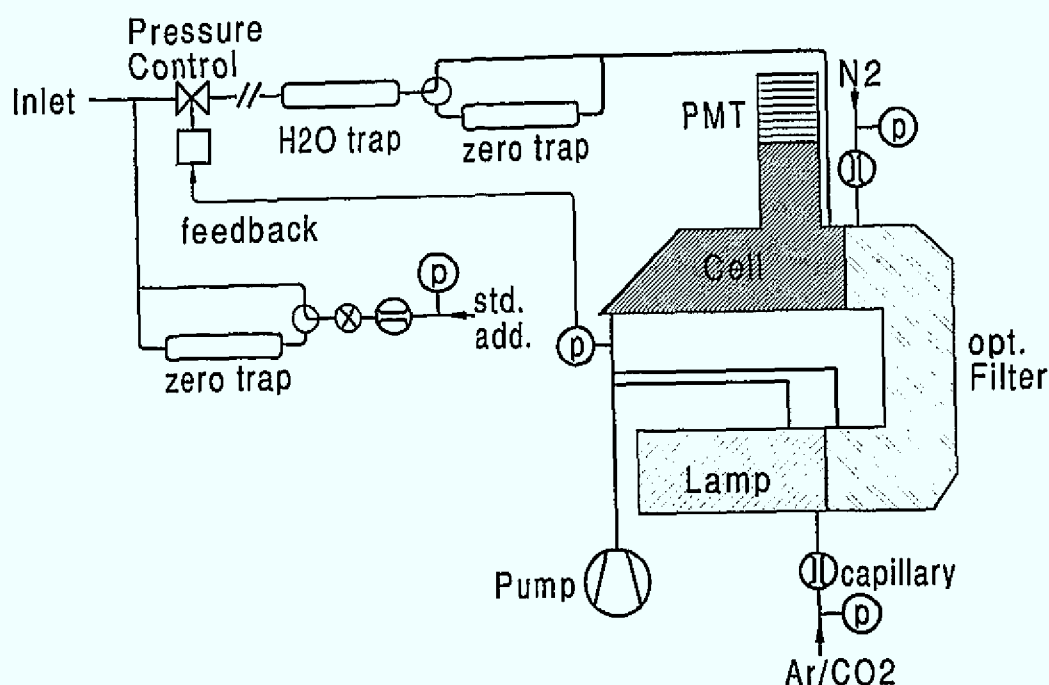 Pressure
Control
Inlet
H2O trap
zero trap
PMT
N2
p
feedback
Cell
p
std.
add.
p
zero trap
opt.
Filter
Lamp
Pump
capillary
p
Ar/CO2